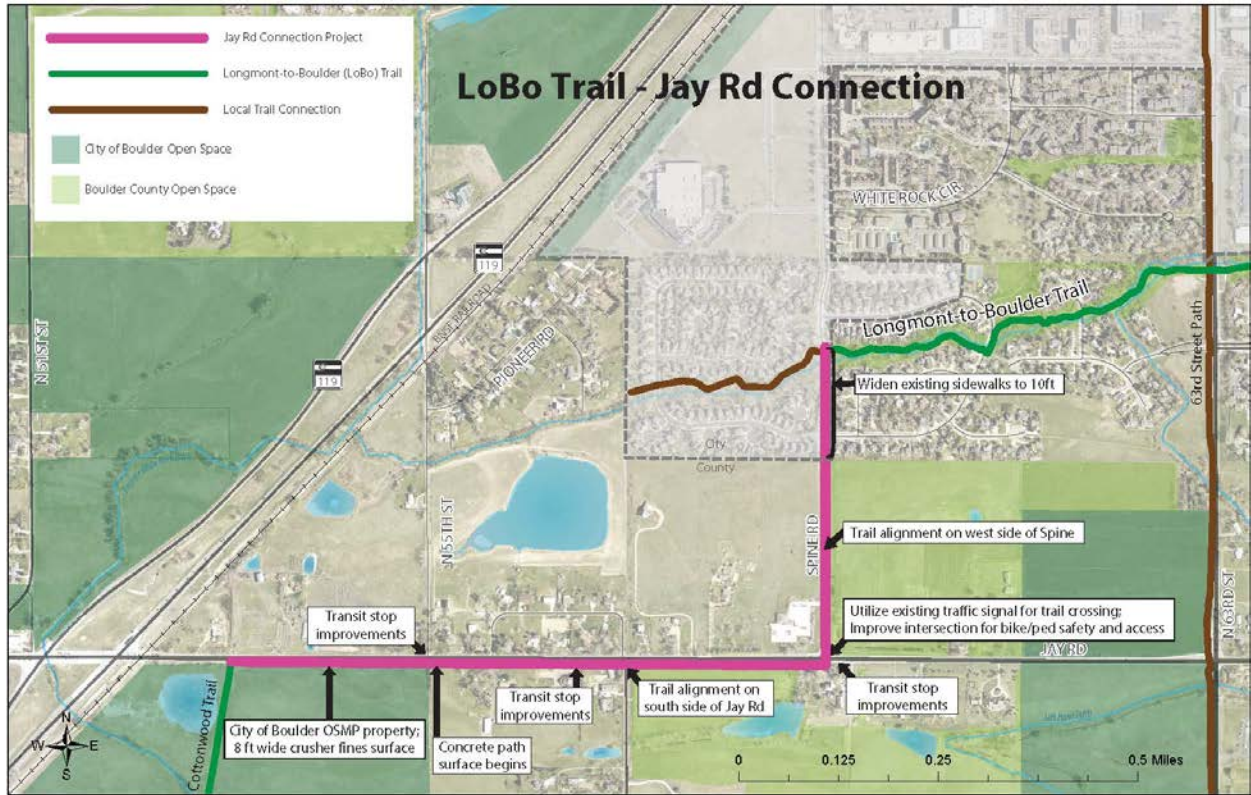 Jay Rd Connection Project
Longmont-to-Boulder (LoBo) Trail
Local Trail Connection
City of Boulder Open Space
Boulder County Open Space
LoBo Trail - Jay Rd Connection
WHITE ROCK CIR
119
BNSF RAILROAD
119
N 51ST ST
PIONEER RD
Longmont-to-Boulder Trail
63rd Street Path
Widen existing sidewalks to 10ft
City
County
N 55TH ST
SPINE RD
Trail alignment on west side of Spine
N 63RD ST
Transit stop
improvements
Utilize existing traffic signal for trail crossing;
Improve intersection for bike/ped safety and access
JAY RD
Cottonwood Trail
City of Boulder OSMP property;
8 ft wide crusher fines surface
Concrete path
surface begins
Transit stop
improvements
Trail alignment on
south side of Jay Rd
Transit stop
improvements
N
W E
S
0 0.125 0.25 0.5 Miles